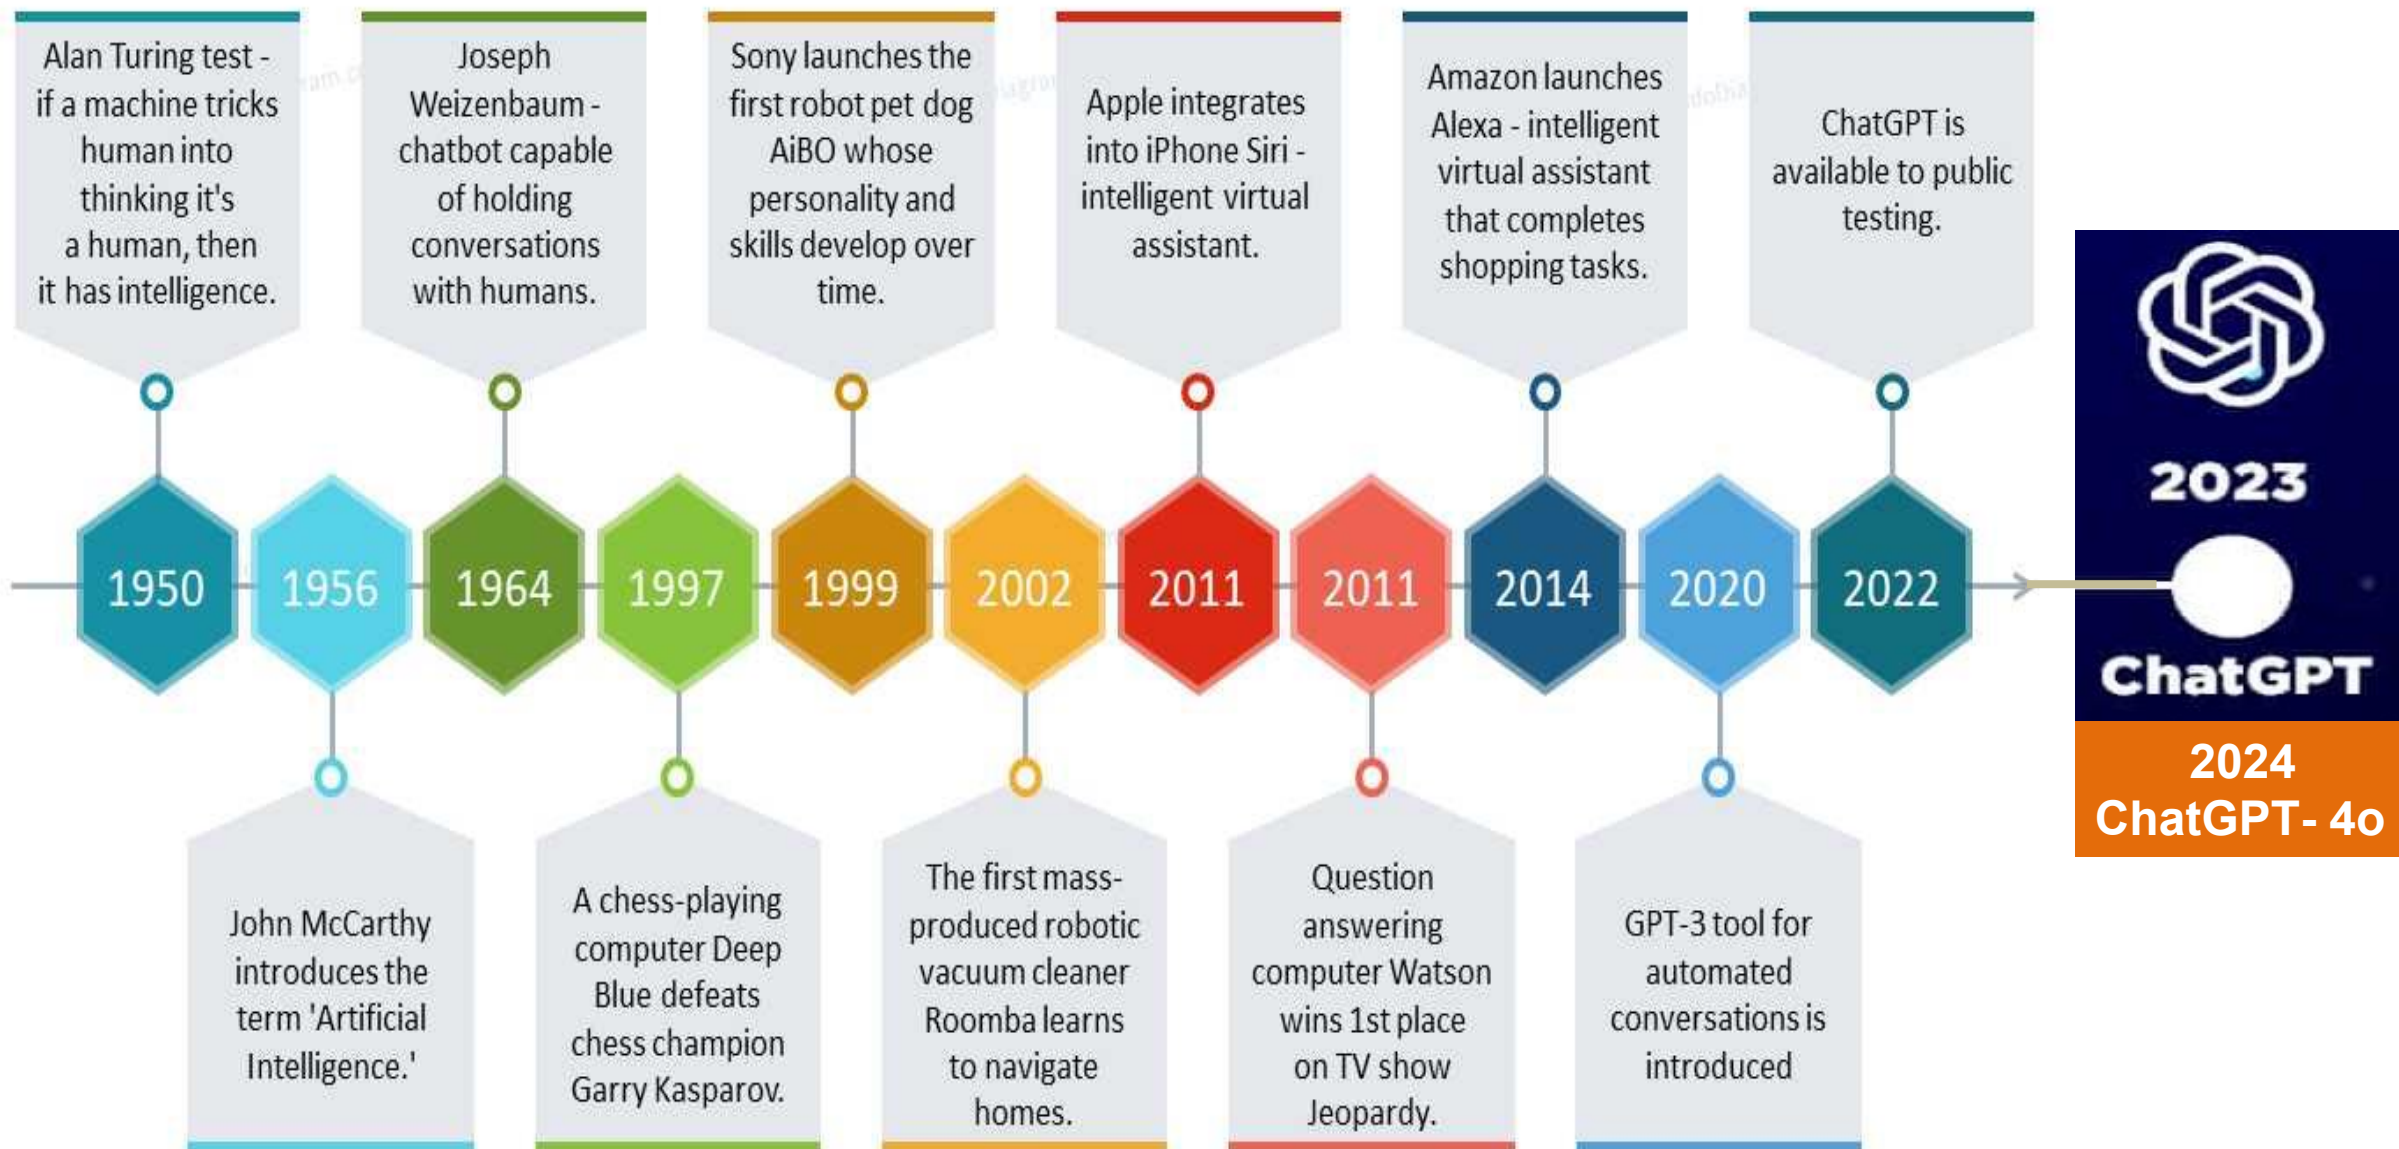 Alan Turing test -
if a machine tricks
human into
thinking it's
a human, then
it has intelligence.
Joseph
Weizenbaum -
chatbot capable
of holding
conversations
with humans.
Sony launches the
first robot pet dog
AiBO whose
personality and
skills develop over
time.
Apple integrates
into iPhone Siri -
intelligent virtual
assistant.
Amazon launches
Alexa - intelligent
virtual assistant
that completes
shopping tasks.
ChatGPT is
available to public
testing.
1950
1956
1964
1997
1999
2002
2011
2011
2014
2020
2022
2023
ChatGPT
2024
ChatGPT- 4o
John McCarthy
introduces the
term 'Artificial
Intelligence.'
A chess-playing
computer Deep
Blue defeats
chess champion
Garry Kasparov.
The first mass-
produced robotic
vacuum cleaner
Roomba learns
to navigate
homes.
Question
answering
computer Watson
wins 1st place
on TV show
Jeopardy.
GPT-3 tool for
automated
conversations is
introduced